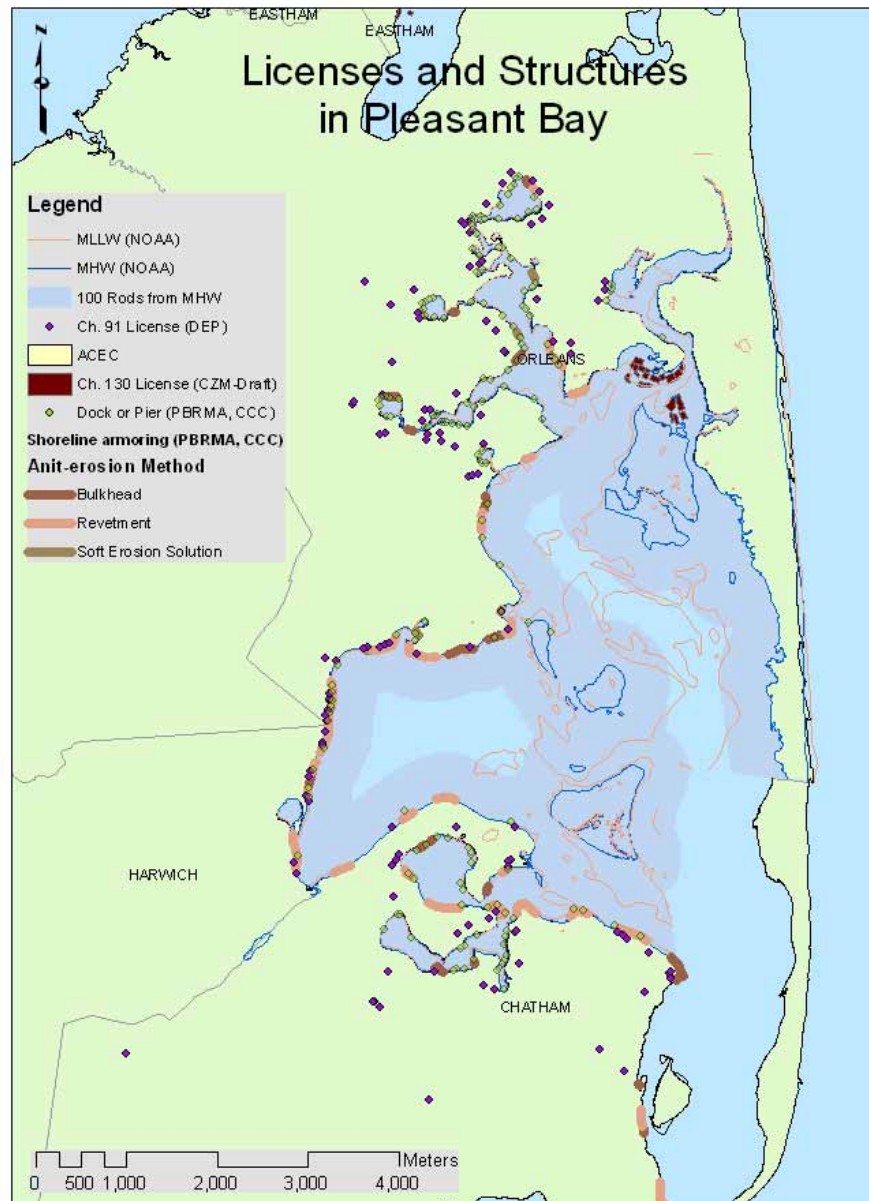 EASTHAM
EASTHAM
Licenses and Structures
in Pleasant Bay
Legend
MLLW (NOAA)
MHW (NOAA)
100 Rods from MHW
Ch. 91 License (DEP)
ACEC
Ch. 130 License (CZM-Draft)
Dock or Pier (PBRMA, CCC)
Shoreline armoring (PBRMA, CCC)
Anit-erosion Method
Bulkhead
Revetment
Soft Erosion Solution
ORLEANS
HARWICH
CHATHAM
Meters
0 500 1,000 2,000 3,000 4,000